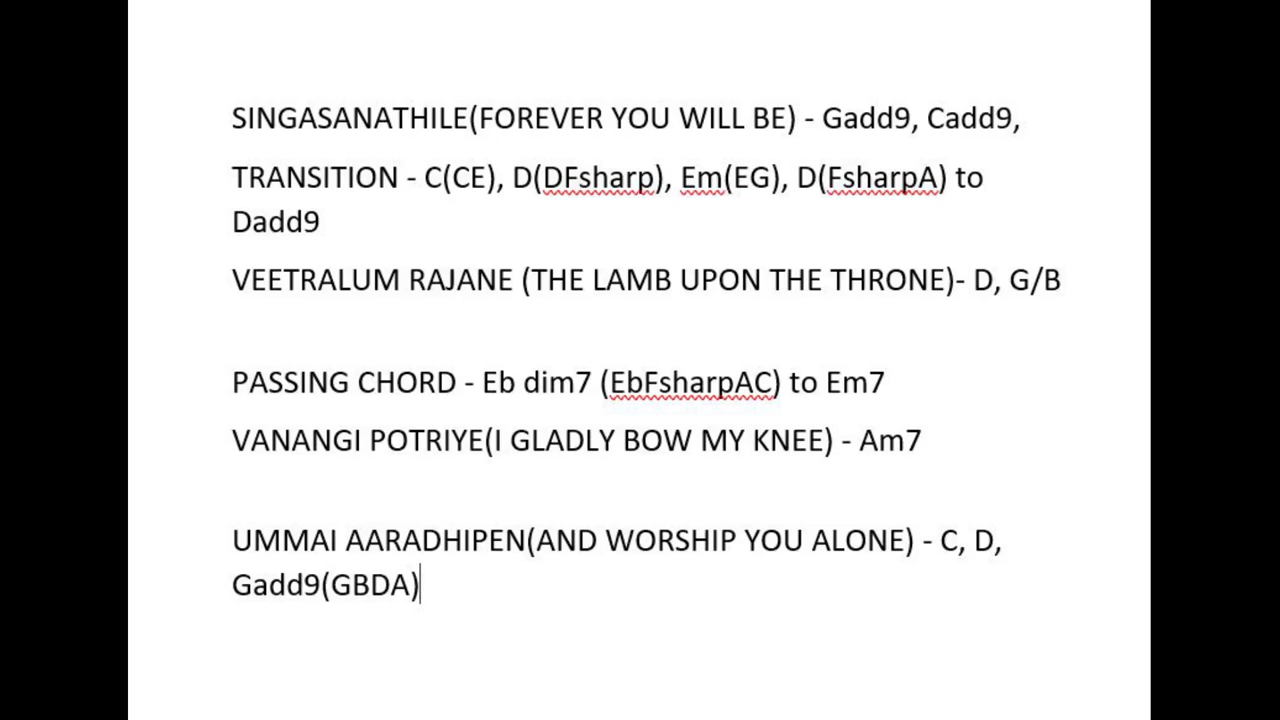 SINGASANATHILE(FOREVER YOU WILL BE) - Gadd9, Cadd9,
TRANSITION - C(CE), D(DFsharp), Em(EG), D(FsharpA) to
Dadd9
VEETRALUM RAJANE (THE LAMB UPON THE THRONE)- D, G/B
PASSING CHORD - Eb dim7 (EbFsharpAC) to Em7
VANANGI POTRIYE(I GLADLY BOW MY KNEE) - Am7
UMMAI AARADHIPEN(AND WORSHIP YOU ALONE) - C, D,
Gadd9(GBDA)